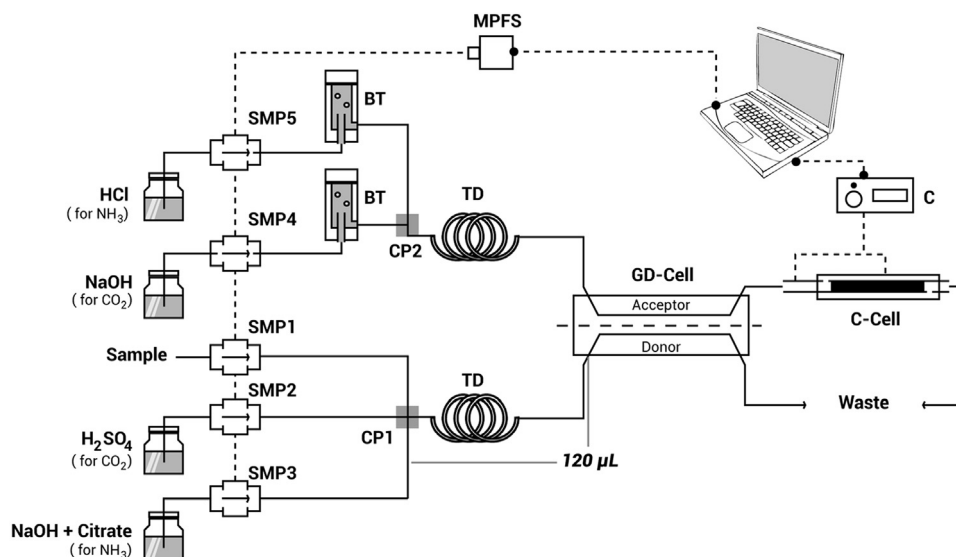 MPFS
SMP5
BT
HCl
(for NH₃)
SMP4
BT
TD
C
CP2
NaOH
(for CO₂)
GD-Cell
Acceptor
C-Cell
SMP1
Donor
Sample
SMP2
TD
Waste
H₂SO₄
(for CO₂)
CP1
120 µL
SMP3
NaOH + Citrate
(for NH₃)